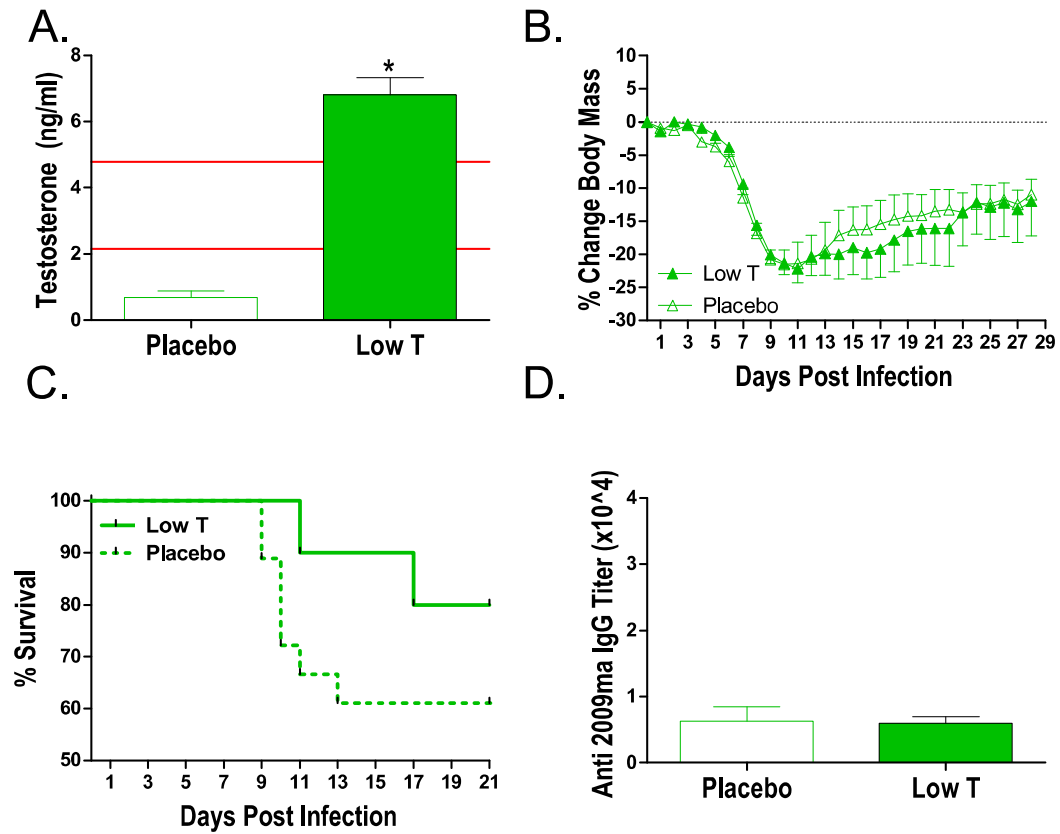 A.
Testosterone (ng/ml)
8
6
4
2
0
*
Placebo
Low T
B.
% Change Body Mass
10
5
0
-5
-10
-15
-20
-25
-30
Low T
Placebo
1 3 5 7 9 11 13 15 17 19 21 23 25 27 29
Days Post Infection
C.
% Survival
100
90
80
70
60
50
Low T
Placebo
1 3 5 7 9 11 13 15 17 19 21
Days Post Infection
D.
Anti 2009ma IgG Titer (x10^4)
4
3
2
1
0
Placebo
Low T